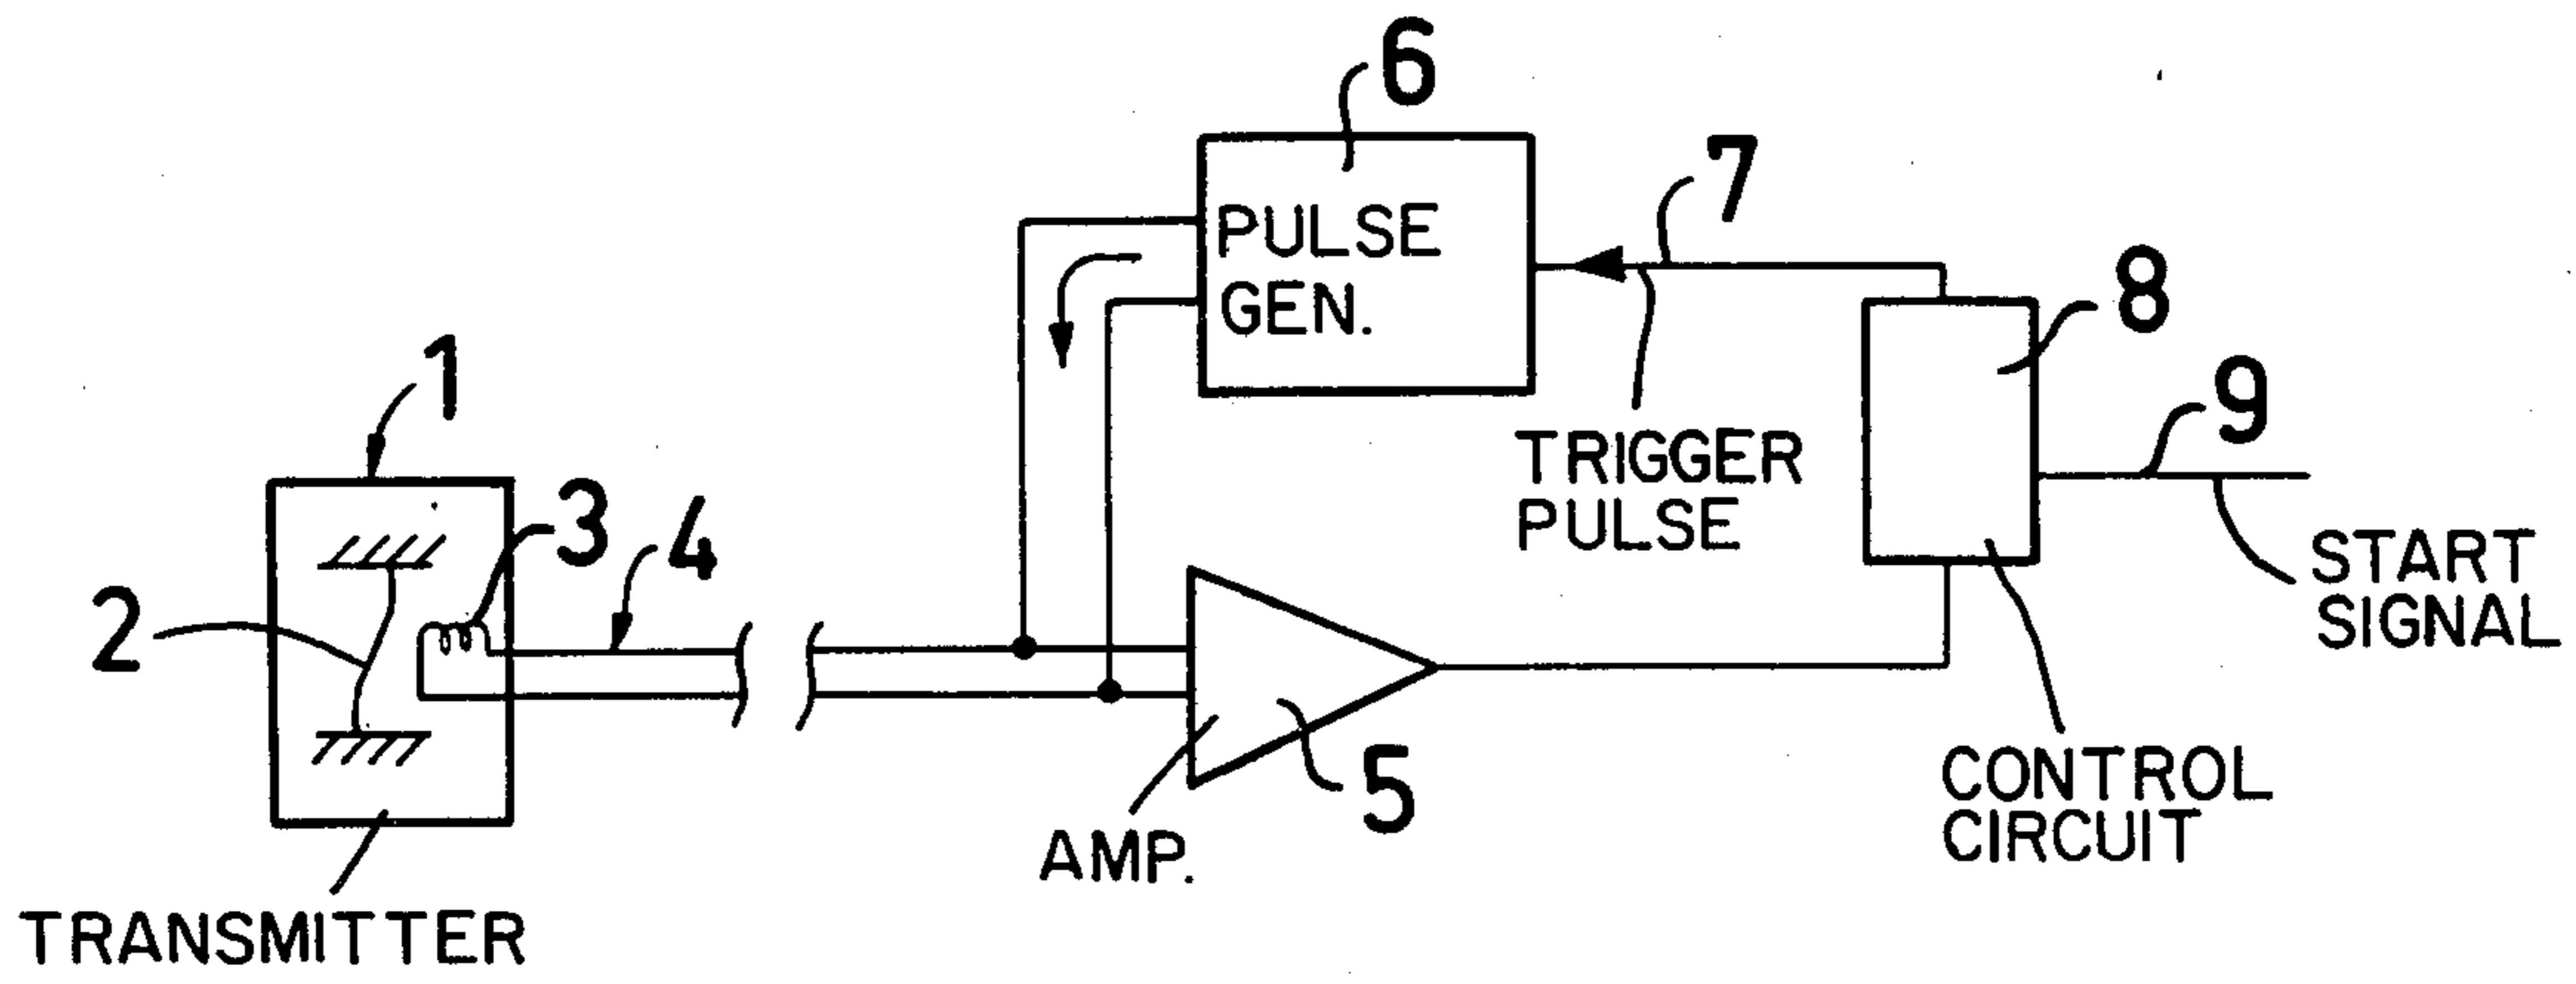 6
7
PULSE
GEN.
8
1
9
TRIGGER
PULSE
3
4
START
SIGNAL
2
5
CONTROL
CIRCUIT
AMP.
TRANSMITTER